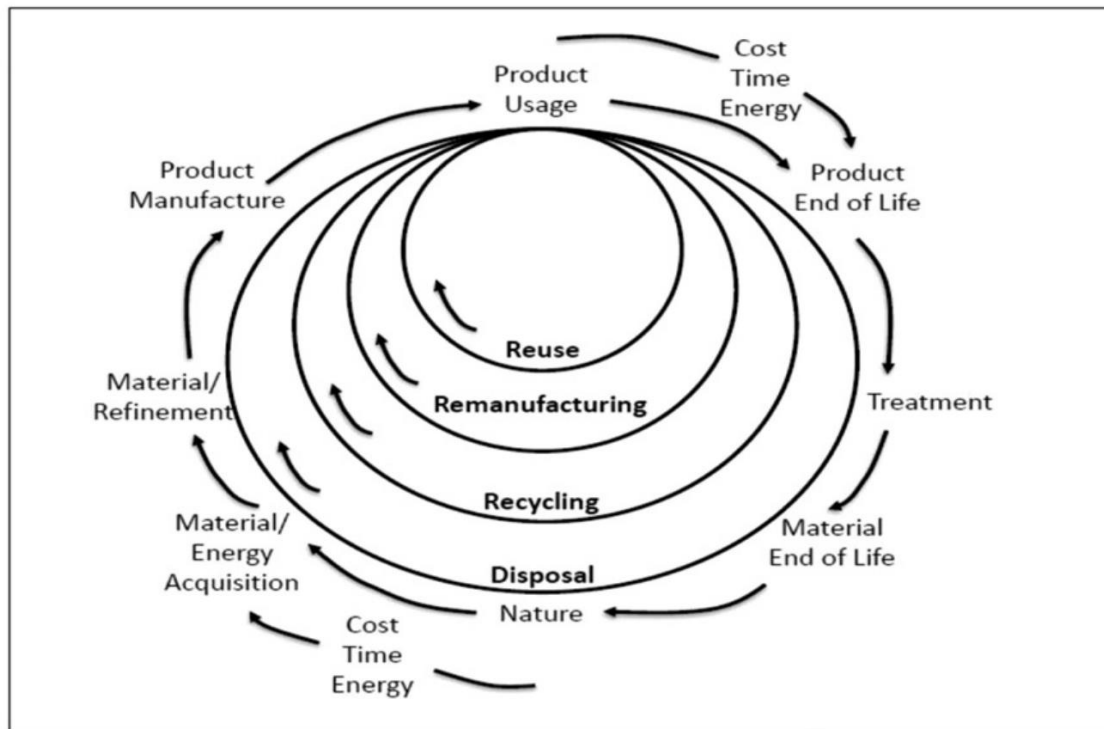 Cost
Time
Energy
Product
Usage
Product
Manufacture
Product
End of Life
Reuse
Material/
Refinement
Remanufacturing
Treatment
Recycling
Material/
Energy
Acquisition
Material
End of Life
Disposal
Nature
Cost
Time
Energy